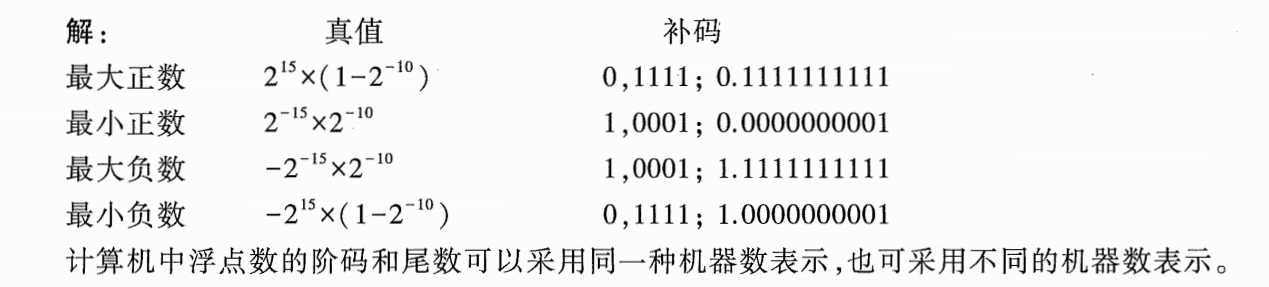 解： 真值 补码
最大正数 2^15×(1-2^-10) 0,1111；0.1111111111
最小正数 2^-15×2^-10 1,0001；0.0000000001
最大负数 -2^-15×2^-10 1,0001；1.1111111111
最小负数 -2^15×(1-2^-10) 0,1111；1.0000000001
计算机中浮点数的阶码和尾数可以采用同一种机器数表示,也可采用不同的机器数表示。